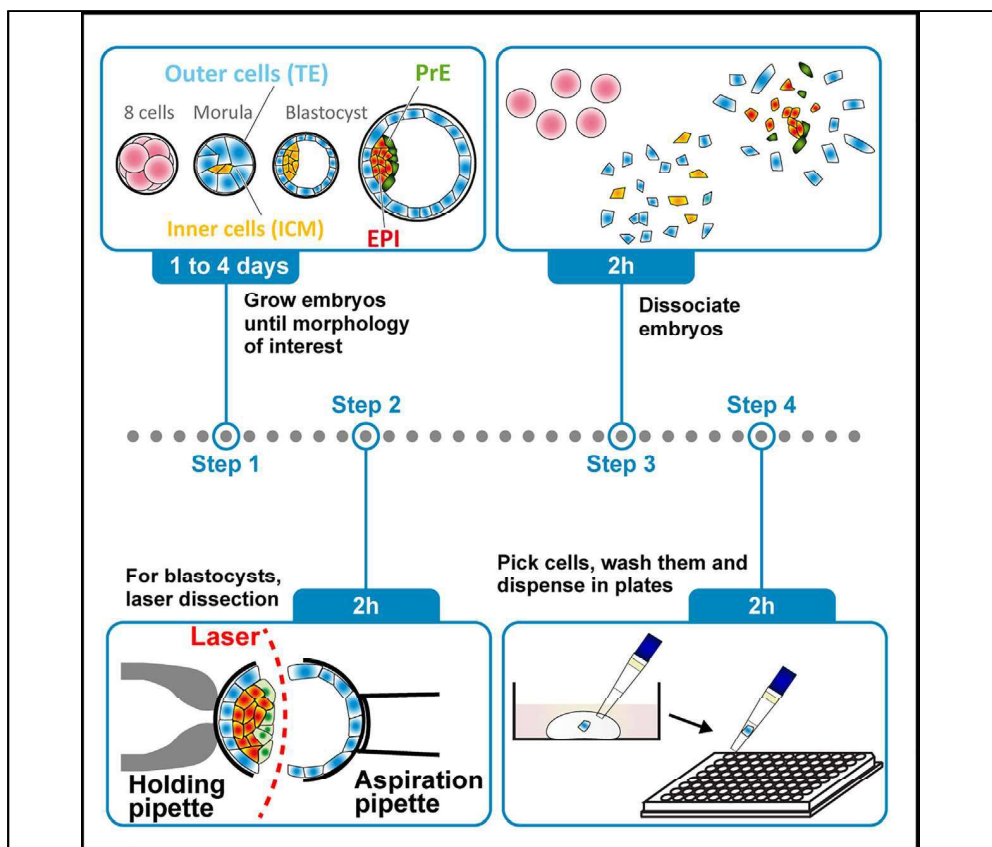 Outer cells (TE)
PrE
8 cells
Morula
Blastocyst
Inner cells (ICM)
EPI
1 to 4 days
Grow embryos
until morphology
of interest
2h
Dissociate
embryos
Step 1
Step 2
Step 3
Step 4
For blastocysts,
laser dissection
2h
Laser
Holding
pipette
Aspiration
pipette
Pick cells, wash them and
dispense in plates
2h